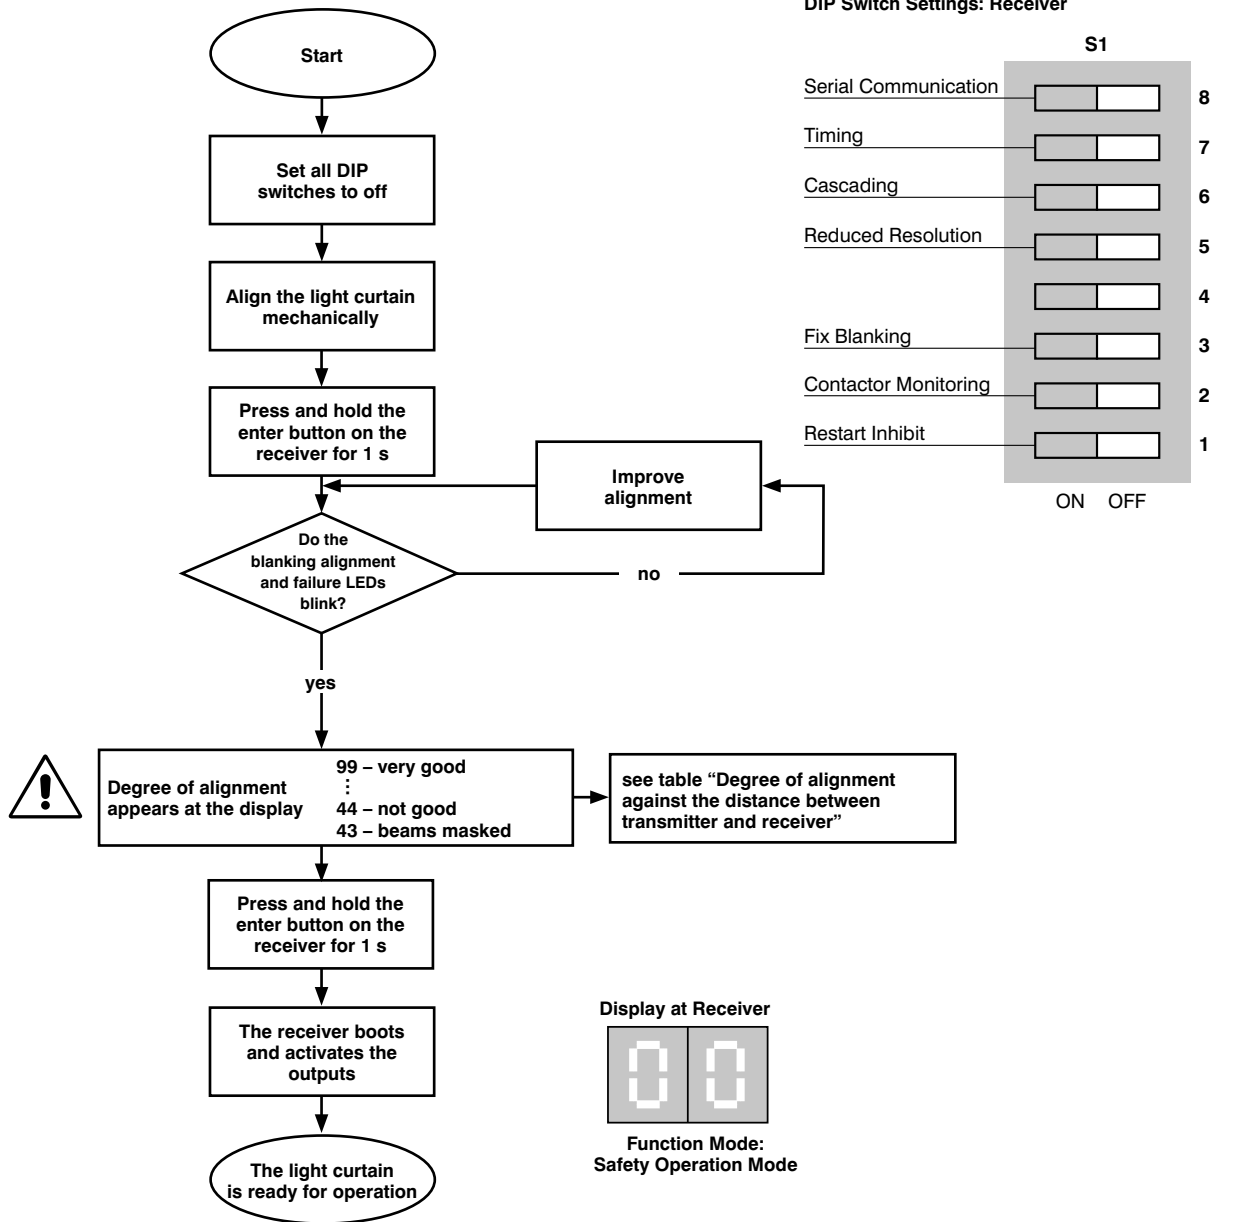 Start
Set all DIP
switches to off
Align the light curtain
mechanically
Press and hold the
enter button on the
receiver for 1 s
Improve
alignment
Do the
blanking alignment
and failure LEDs
blink?
no
yes
Degree of alignment
appears at the display
99 – very good
⋮
44 – not good
43 – beams masked
see table “Degree of alignment
against the distance between
transmitter and receiver”
Press and hold the
enter button on the
receiver for 1 s
The receiver boots
and activates the
outputs
The light curtain
is ready for operation
DIP Switch Settings: Receiver
S1
Serial Communication 8
Timing 7
Cascading 6
Reduced Resolution 5
4
Fix Blanking 3
Contactor Monitoring 2
Restart Inhibit 1
ON OFF
Display at Receiver
00
Function Mode:
Safety Operation Mode